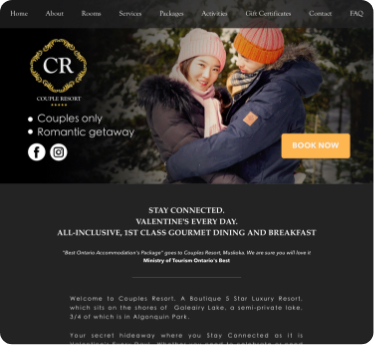 Home About Rooms Services Packages Activities Gift Certificates Contact FAQ
CR
COUPLE RESORT
Couples only
Romantic getaway
BOOK NOW
STAY CONNECTED.
VALENTINE'S EVERY DAY.
ALL-INCLUSIVE, 1ST CLASS GOURMET DINING AND BREAKFAST
"Best Ontario Accommodation's Package" goes to Couples Resort, Muskoka. We are sure you will love it
Ministry of Tourism Ontario's Best
Welcome to Couples Resort. A Boutique 5 Star Luxury Resort,
which sits on the shores of Galeairy Lake, a semi-private lake,
3/4 of which is in Algonquin Park.
Your secret hideaway where you Stay Connected as it is